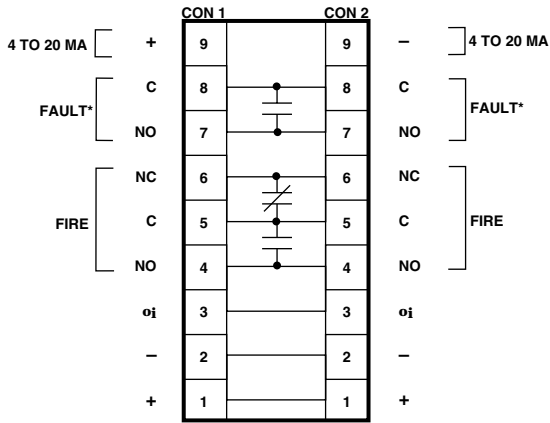 CON 1 CON 2
4 TO 20 MA + 9 9 – 4 TO 20 MA
C 8 8 C
FAULT* FAULT*
NO 7 7 NO
NC 6 6 NC
FIRE C 5 5 C FIRE
NO 4 4 NO
oi 3 3 oi
– 2 2 –
+ 1 1 +